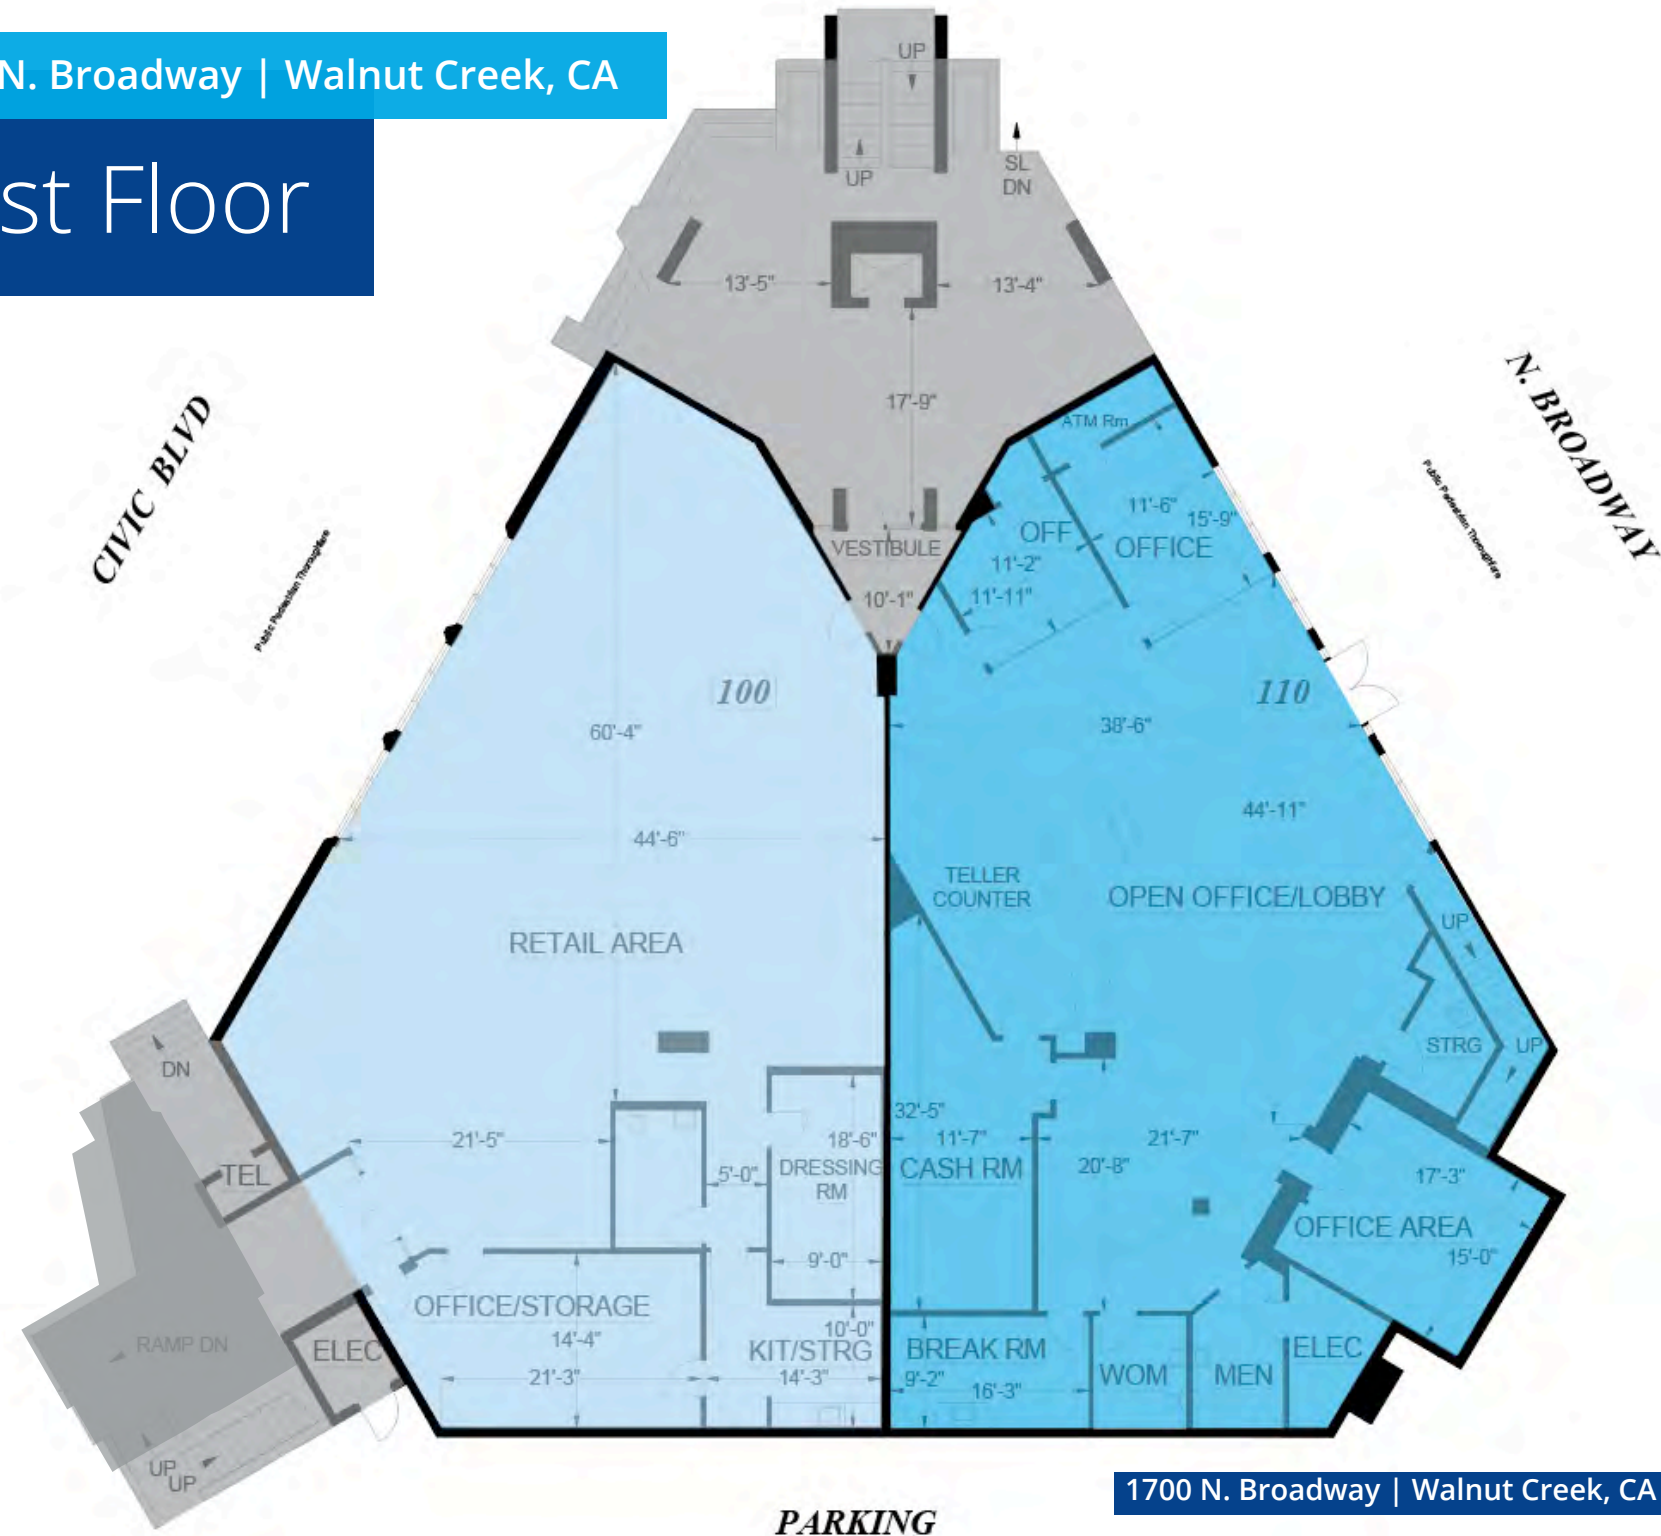 N. Broadway | Walnut Creek, CA
st Floor
UP
UP
SL
DN
13'-5"
13'-4"
17'-9"
CIVIC BLVD
Public Pedestrian Thoroughfare
N. BROADWAY
Public Pedestrian Thoroughfare
ATM Rm
11'-6"
15'-9"
OFF
OFFICE
VESTIBULE
11'-2"
11'-11"
10'-1"
100
110
60'-4"
38'-6"
44'-6"
44'-11"
TELLER
COUNTER
OPEN OFFICE/LOBBY
RETAIL AREA
UP
STRG
UP
DN
21'-5"
18'-6"
32'-5"
11'-7"
21'-7"
TEL
5'-0"
DRESSING
RM
CASH RM
20'-8"
17'-3"
OFFICE AREA
15'-0"
9'-0"
OFFICE/STORAGE
14'-4"
21'-3"
10'-0"
KIT/STRG
14'-3"
BREAK RM
9'-2"
16'-3"
WOM
MEN
ELEC
RAMP DN
ELEC
UP
UP
1700 N. Broadway | Walnut Creek, CA
PARKING